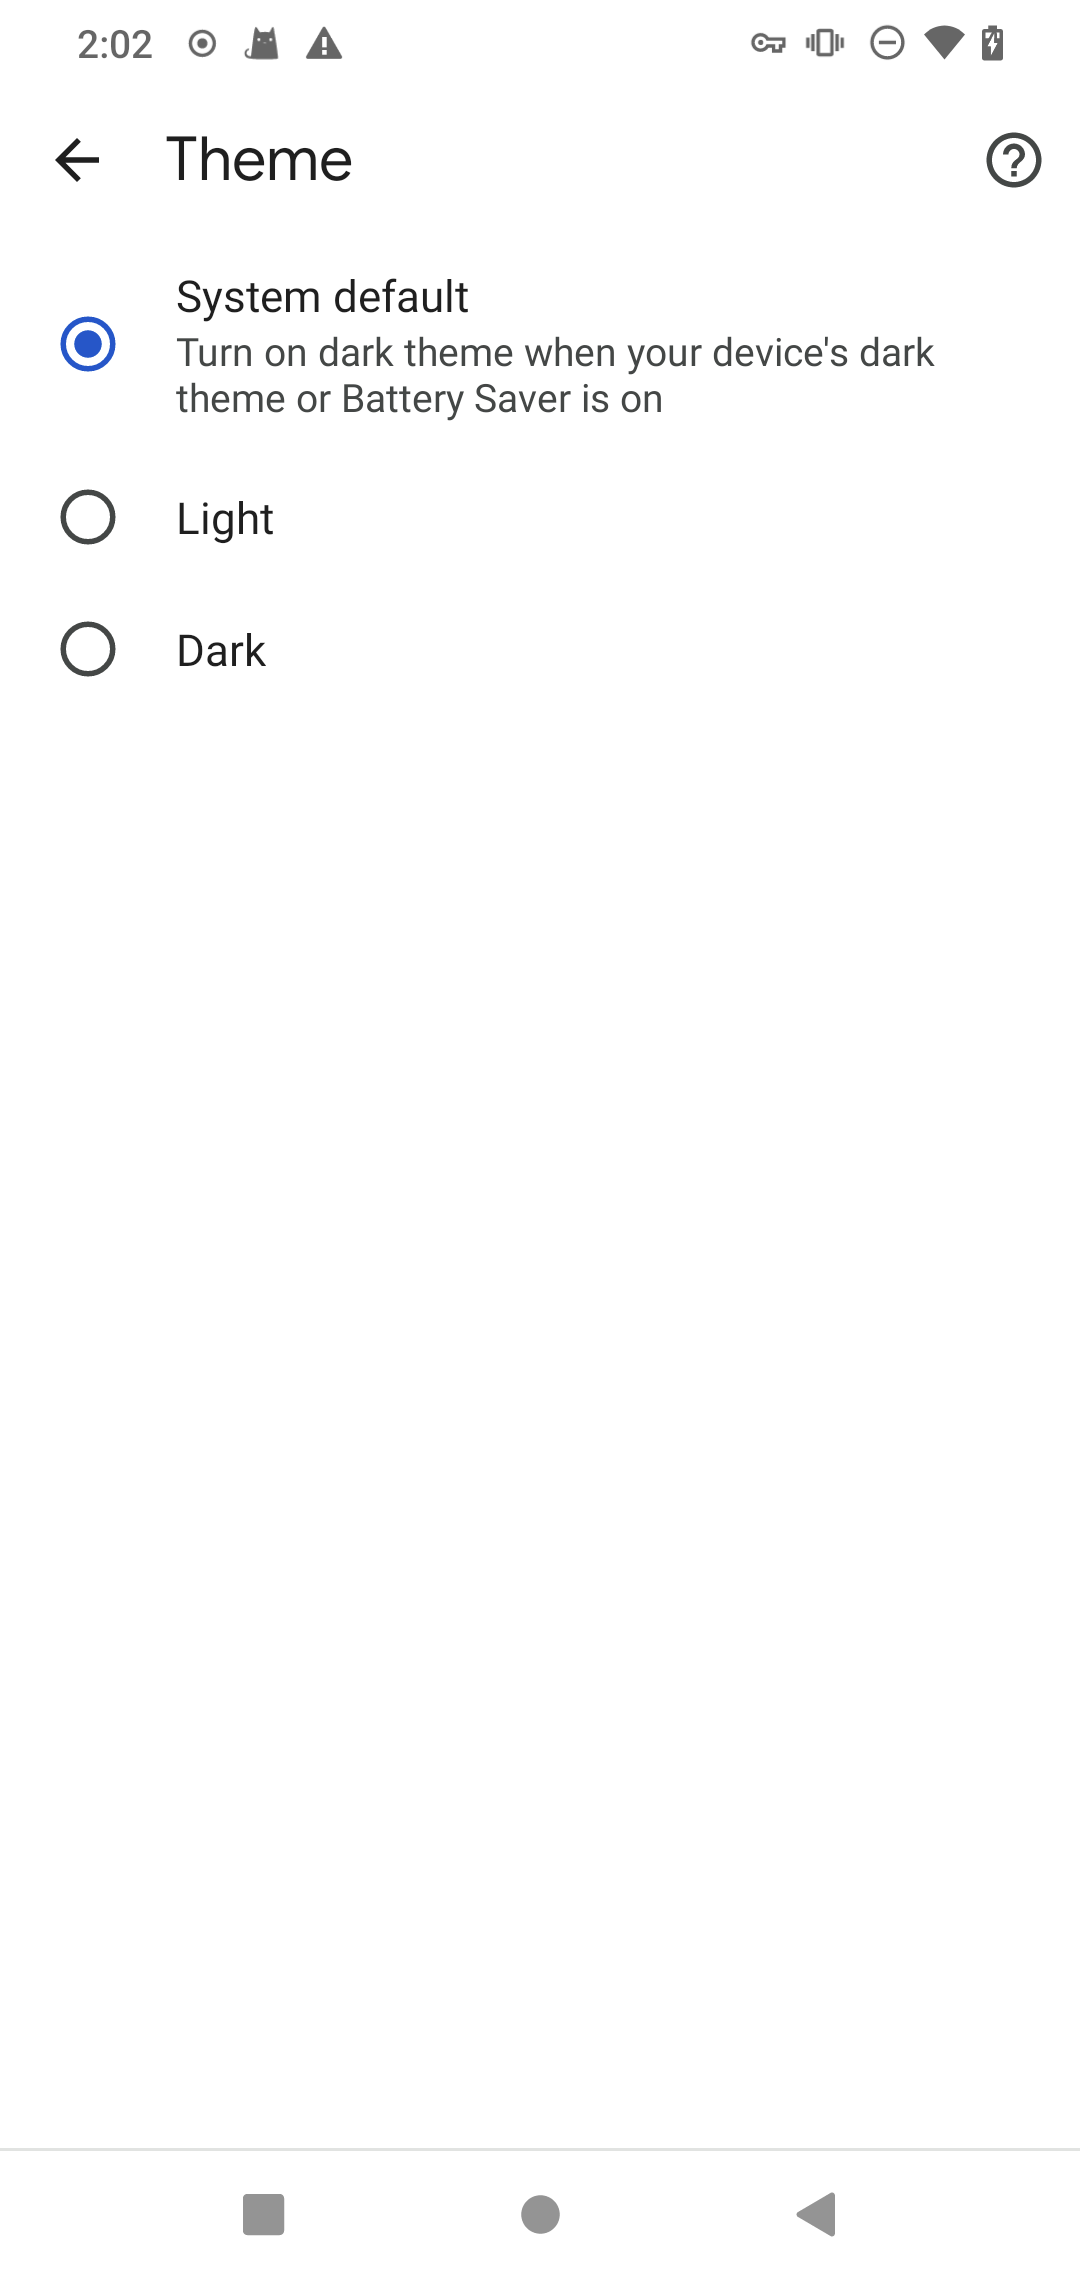 2:02
Theme
System default
Turn on dark theme when your device's dark
theme or Battery Saver is on
Light
Dark